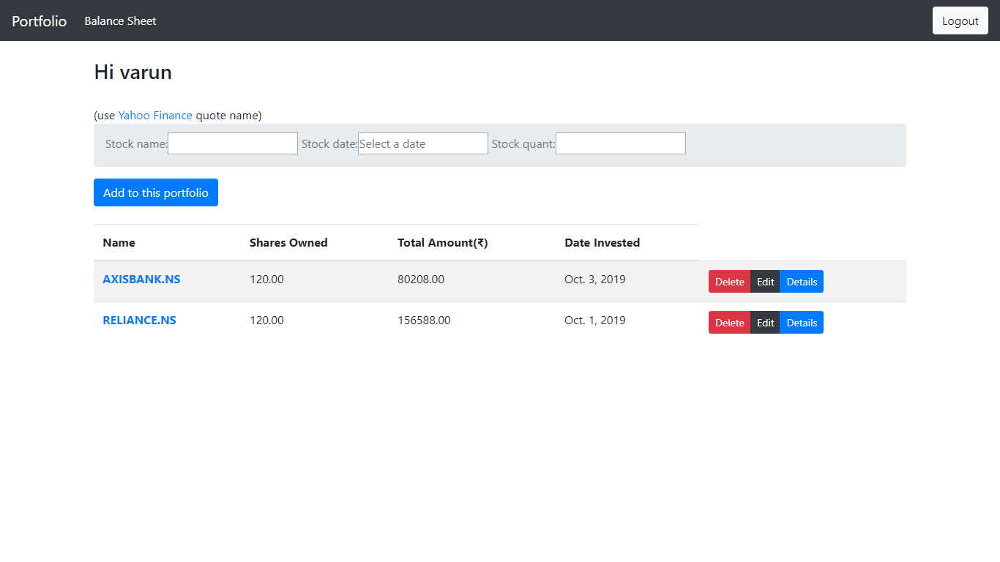 Portfolio Balance Sheet Logout
Hi varun
(use Yahoo Finance quote name)
Stock name: Stock date: Select a date Stock quant:
Add to this portfolio
Name Shares Owned Total Amount(₹) Date Invested
AXISBANK.NS 120.00 80208.00 Oct. 3, 2019 Delete Edit Details
RELIANCE.NS 120.00 156588.00 Oct. 1, 2019 Delete Edit Details